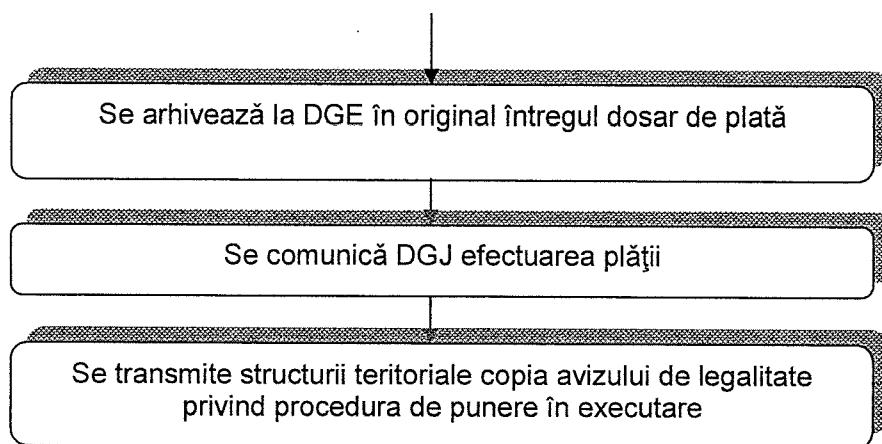 Se arhivează la DGE în original întregul dosar de plată
Se comunică DGJ efectuarea plăţii
Se transmite structurii teritoriale copia avizului de legalitate
privind procedura de punere în executare